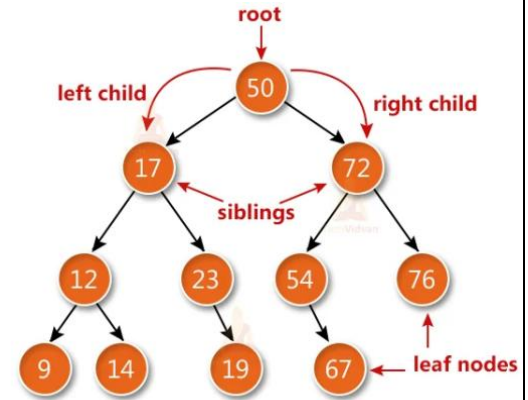 root
50
left child
right child
17
72
siblings
12
23
54
76
9
14
19
67
leaf nodes